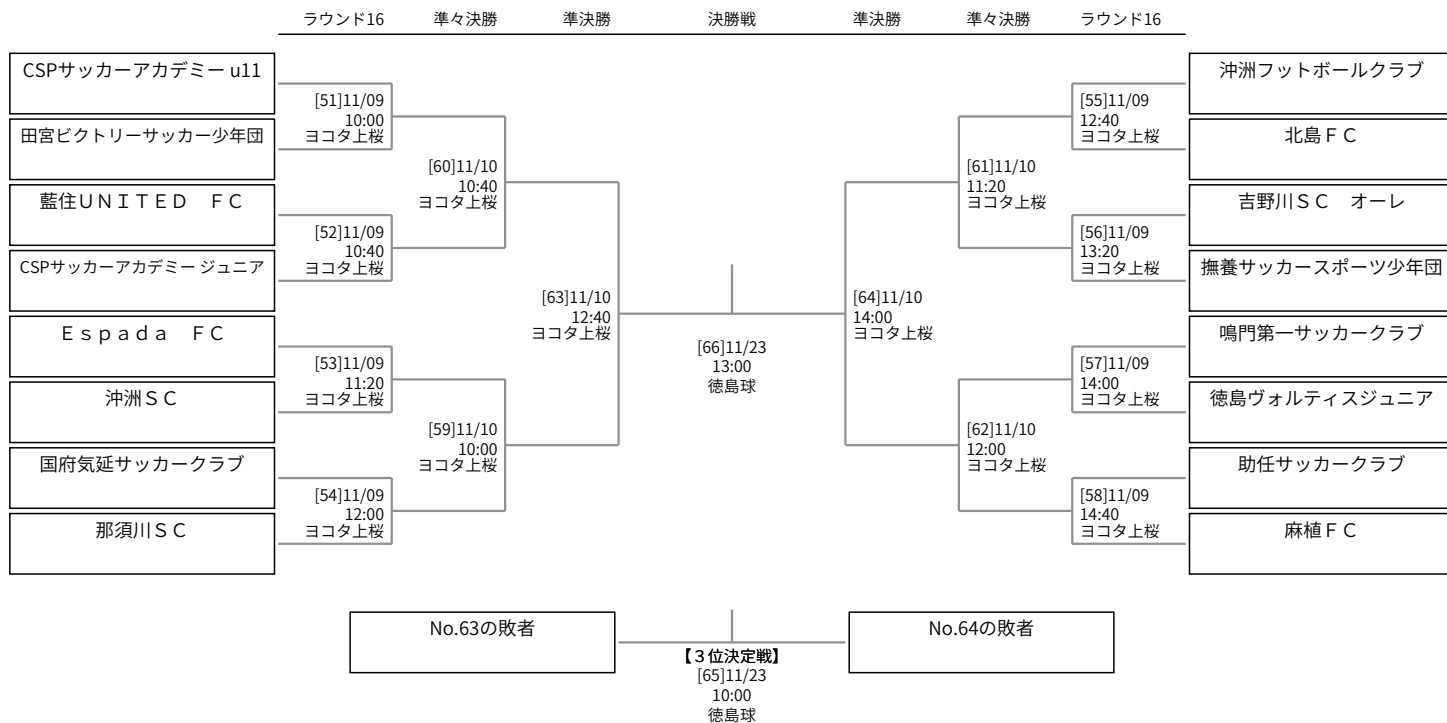 ラウンド16 準々決勝 準決勝 決勝戦 準決勝 準々決勝 ラウンド16
CSPサッカーアカデミー u11
[51]11/09
10:00
ヨコタ上桜
田宮ビクトリーサッカー少年団
[60]11/10
10:40
ヨコタ上桜
藍住UNITED　FC
[52]11/09
10:40
ヨコタ上桜
CSPサッカーアカデミー ジュニア
[63]11/10
12:40
ヨコタ上桜
Espada　FC
[53]11/09
11:20
ヨコタ上桜
沖洲SC
[59]11/10
10:00
ヨコタ上桜
国府気延サッカークラブ
[54]11/09
12:00
ヨコタ上桜
那須川SC
[66]11/23
13:00
徳島球
沖洲フットボールクラブ
[55]11/09
12:40
ヨコタ上桜
北島FC
[61]11/10
11:20
ヨコタ上桜
吉野川SC　オーレ
[56]11/09
13:20
ヨコタ上桜
撫養サッカースポーツ少年団
[64]11/10
14:00
ヨコタ上桜
鳴門第一サッカークラブ
[57]11/09
14:00
ヨコタ上桜
徳島ヴォルティスジュニア
[62]11/10
12:00
ヨコタ上桜
助任サッカークラブ
[58]11/09
14:40
ヨコタ上桜
麻植FC
No.63の敗者
No.64の敗者
【３位決定戦】
[65]11/23
10:00
徳島球